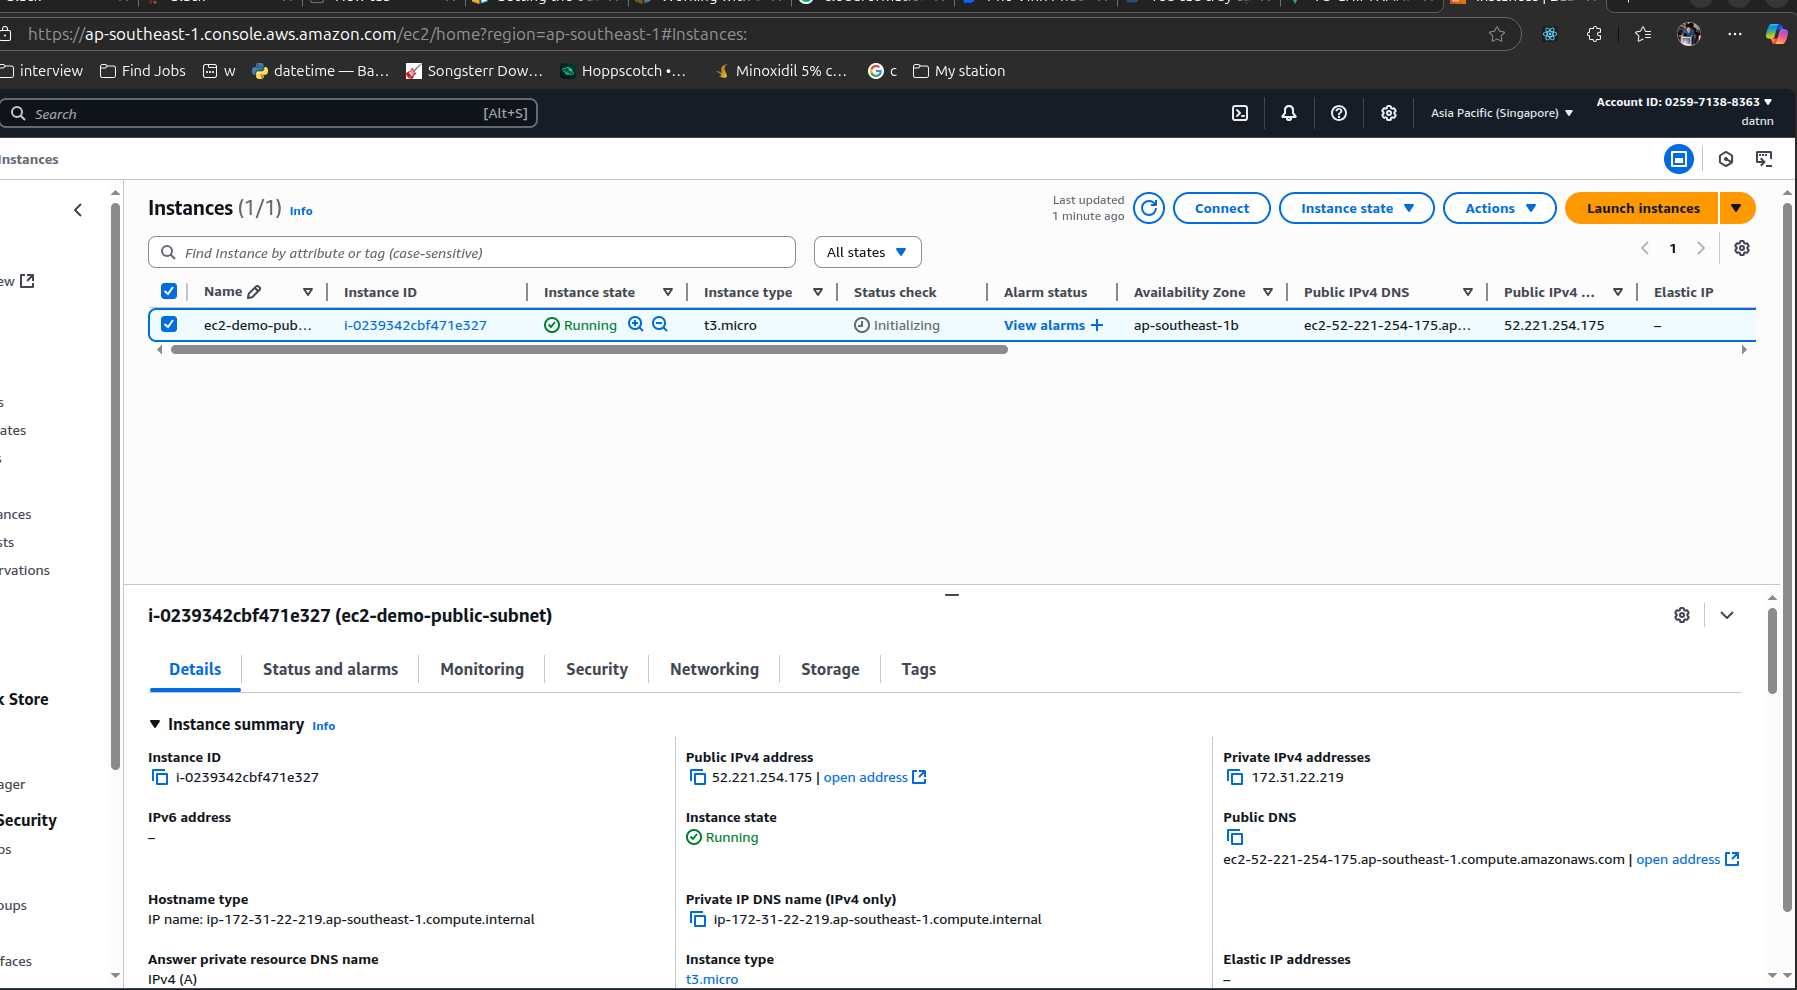 https://ap-southeast-1.console.aws.amazon.com/ec2/home?region=ap-southeast-1#Instances:
interview Find Jobs w datetime — Ba... Songsterr Dow... Hoppscotch •... Minoxidil 5% c... c My station
Search [Alt+S] Asia Pacific (Singapore) Account ID: 0259-7138-8363
datnn
Instances
Instances (1/1) Info Last updated 1 minute ago Connect Instance state Actions Launch instances
Find Instance by attribute or tag (case-sensitive) All states 1
Name Instance ID Instance state Instance type Status check Alarm status Availability Zone Public IPv4 DNS Public IPv4 ... Elastic IP
ec2-demo-pub... i-0239342cbf471e327 Running t3.micro Initializing View alarms + ap-southeast-1b ec2-52-221-254-175.ap... 52.221.254.175 –
ew
s
ates
ances
sts
rvations
k Store
ager
Security
ps
oups
faces
i-0239342cbf471e327 (ec2-demo-public-subnet)
Details Status and alarms Monitoring Security Networking Storage Tags
Instance summary Info
Instance ID Public IPv4 address Private IPv4 addresses
i-0239342cbf471e327 52.221.254.175 | open address 172.31.22.219
IPv6 address Instance state Public DNS
– Running
ec2-52-221-254-175.ap-southeast-1.compute.amazonaws.com | open address
Hostname type Private IP DNS name (IPv4 only)
IP name: ip-172-31-22-219.ap-southeast-1.compute.internal ip-172-31-22-219.ap-southeast-1.compute.internal
Answer private resource DNS name Instance type Elastic IP addresses
IPv4 (A) t3.micro –